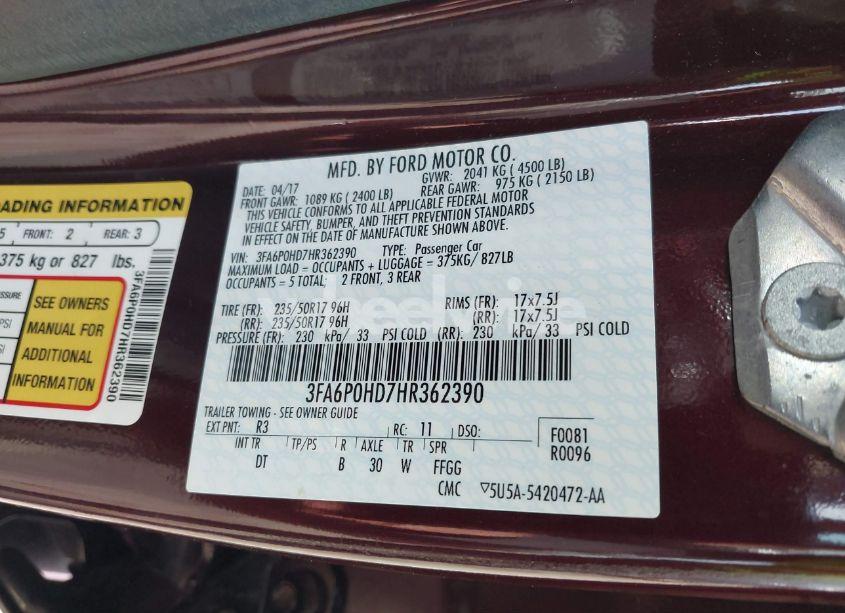 MFD. BY FORD MOTOR CO.
DATE: 04/17 GVWR: 2041 KG ( 4500 LB)
FRONT GAWR: 1089 KG ( 2400 LB) REAR GAWR: 975 KG ( 2150 LB)
THIS VEHICLE CONFORMS TO ALL APPLICABLE FEDERAL MOTOR
VEHICLE SAFETY, BUMPER, AND THEFT PREVENTION STANDARDS
IN EFFECT ON THE DATE OF MANUFACTURE SHOWN ABOVE.
VIN: 3FA6P0HD7HR362390 TYPE: Passenger Car
MAXIMUM LOAD = OCCUPANTS + LUGGAGE = 375KG/ 827LB
OCCUPANTS = 5 TOTAL 2 FRONT, 3 REAR
TIRE (FR): 235/50R17 96H RIMS (FR): 17x7.5J
(RR): 235/50R17 96H (RR): 17x7.5J
PRESSURE (FR): 230 kPa/ 33 PSI COLD (RR): 230 kPa/ 33 PSI COLD
3FA6P0HD7HR362390
TRAILER TOWING - SEE OWNER GUIDE
EXT PNT: R3 RC: 11 DSO: F0081
R0096
INT TR TP/PS R AXLE TR SPR
DT B 30 W FFGG
CMC ▽5U5A-5420472-AA
OADING INFORMATION
5 FRONT: 2 REAR: 3
375 kg or 827 lbs.
ESSURE
PSI
PSI
SEE OWNERS
MANUAL FOR
ADDITIONAL
INFORMATION
3FA6P0HD7HR362390